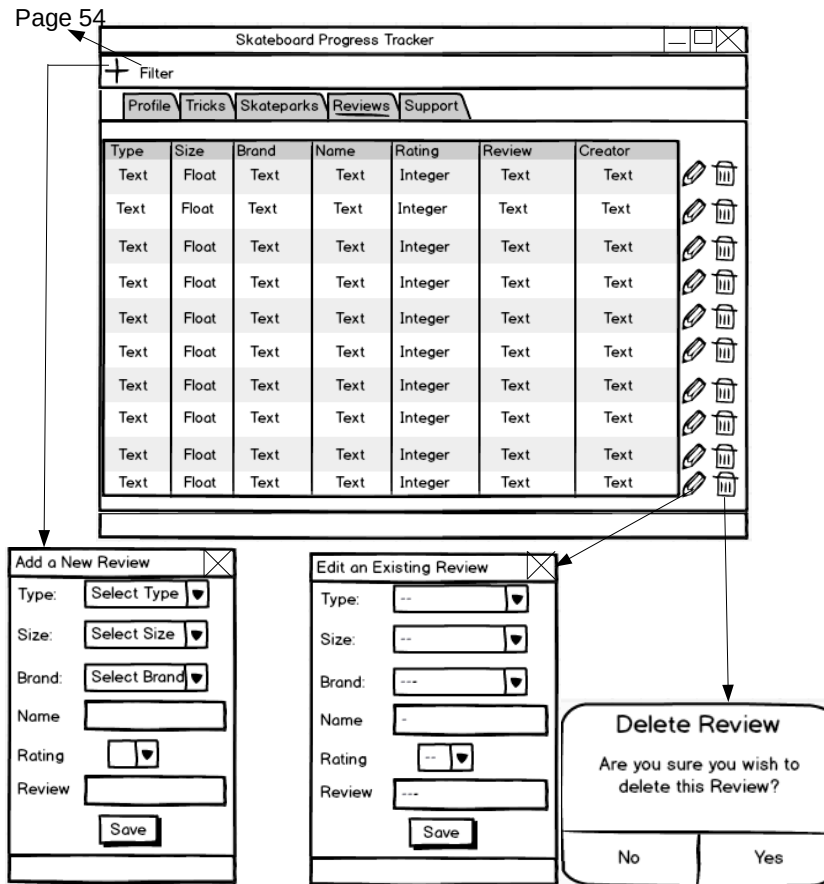 Page 54
Skateboard Progress Tracker
Filter
Profile Tricks Skateparks Reviews Support
Type Size Brand Name Rating Review Creator
Text Float Text Text Integer Text Text
Text Float Text Text Integer Text Text
Text Float Text Text Integer Text Text
Text Float Text Text Integer Text Text
Text Float Text Text Integer Text Text
Text Float Text Text Integer Text Text
Text Float Text Text Integer Text Text
Text Float Text Text Integer Text Text
Text Float Text Text Integer Text Text
Text Float Text Text Integer Text Text
Add a New Review
Type: Select Type
Size: Select Size
Brand: Select Brand
Name
Rating
Review
Save
Edit an Existing Review
Type: --
Size: --
Brand: ---
Name -
Rating --
Review ---
Save
Delete Review
Are you sure you wish to
delete this Review?
No Yes